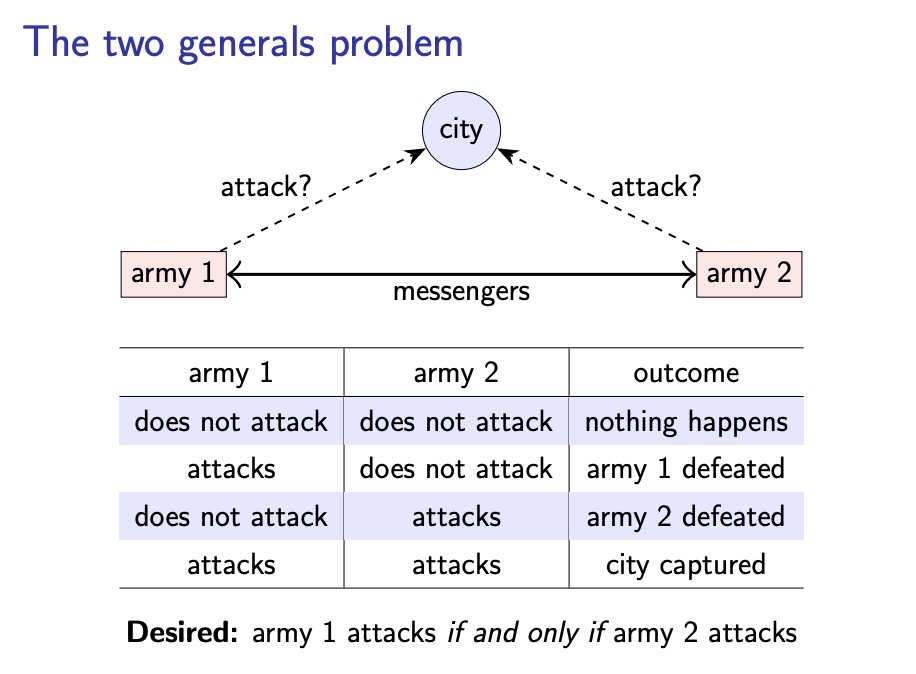 The two generals problem
city
attack? attack?
army 1 army 2
messengers
army 1 army 2 outcome
does not attack does not attack nothing happens
attacks does not attack army 1 defeated
does not attack attacks army 2 defeated
attacks attacks city captured
Desired: army 1 attacks if and only if army 2 attacks